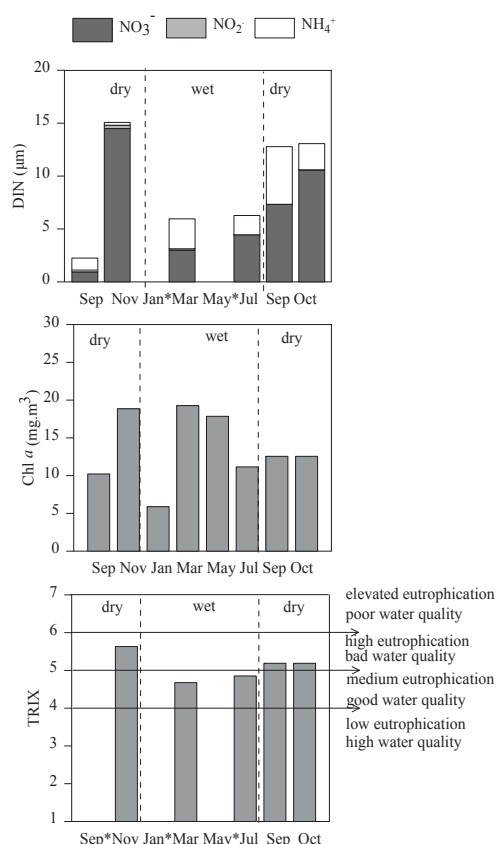 NO₃⁻ NO₂⁻ NH₄⁺
20
15
10
5
0
DIN (µm)
dry wet dry
Sep Nov Jan*Mar May*Jul Sep Oct
30
25
20
15
10
5
0
Chl a (mg.m³)
dry wet dry
Sep Nov Jan Mar May Jul Sep Oct
7
6
5
4
3
2
1
TRIX
dry wet dry
elevated eutrophication
poor water quality
high eutrophication
bad water quality
medium eutrophication
good water quality
low eutrophication
high water quality
Sep*Nov Jan*Mar May*Jul Sep Oct